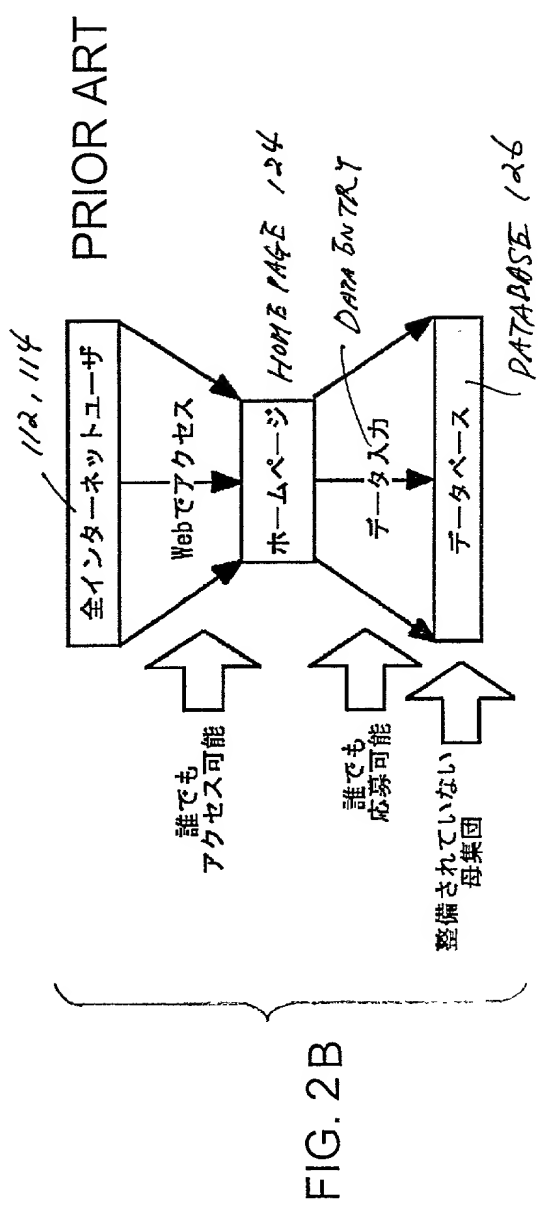 PRIOR ART
112, 114
全インターネットユーザ
Webでアクセス
誰でも
アクセス可能
ホームページ
HOME PAGE 124
データ入力
DATA ENTRY
誰でも
応募可能
データベース
DATABASE 126
整備されていない
母集団
FIG. 2B